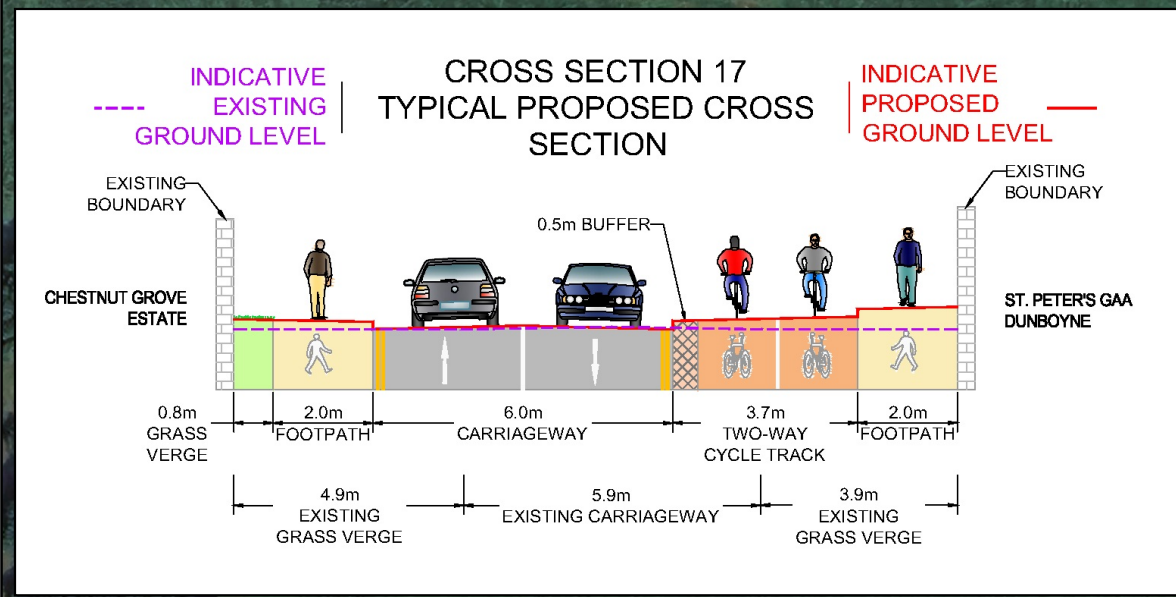 INDICATIVE
EXISTING
GROUND LEVEL
CROSS SECTION 17
TYPICAL PROPOSED CROSS
SECTION
INDICATIVE
PROPOSED
GROUND LEVEL
EXISTING
BOUNDARY
0.5m BUFFER
EXISTING
BOUNDARY
CHESTNUT GROVE
ESTATE
ST. PETER'S GAA
DUNBOYNE
0.8m
GRASS
VERGE
2.0m
FOOTPATH
6.0m
CARRIAGEWAY
3.7m
TWO-WAY
CYCLE TRACK
2.0m
FOOTPATH
4.9m
EXISTING
GRASS VERGE
5.9m
EXISTING CARRIAGEWAY
3.9m
EXISTING
GRASS VERGE